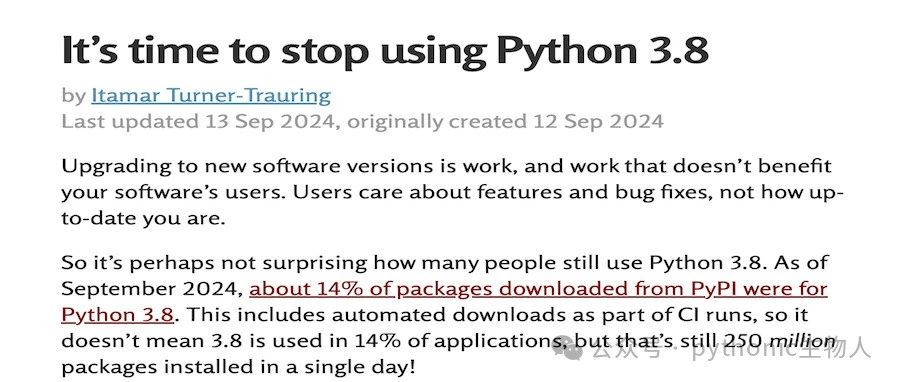 It's time to stop using Python 3.8
by Itamar Turner-Trauring
Last updated 13 Sep 2024, originally created 12 Sep 2024
Upgrading to new software versions is work, and work that doesn't benefit
your software's users. Users care about features and bug fixes, not how up-
to-date you are.
So it's perhaps not surprising how many people still use Python 3.8. As of
September 2024, about 14% of packages downloaded from PyPI were for
Python 3.8. This includes automated downloads as part of CI runs, so it
doesn't mean 3.8 is used in 14% of applications, but that's still 250 million
公众号 · pythonic生物人
packages installed in a single day!